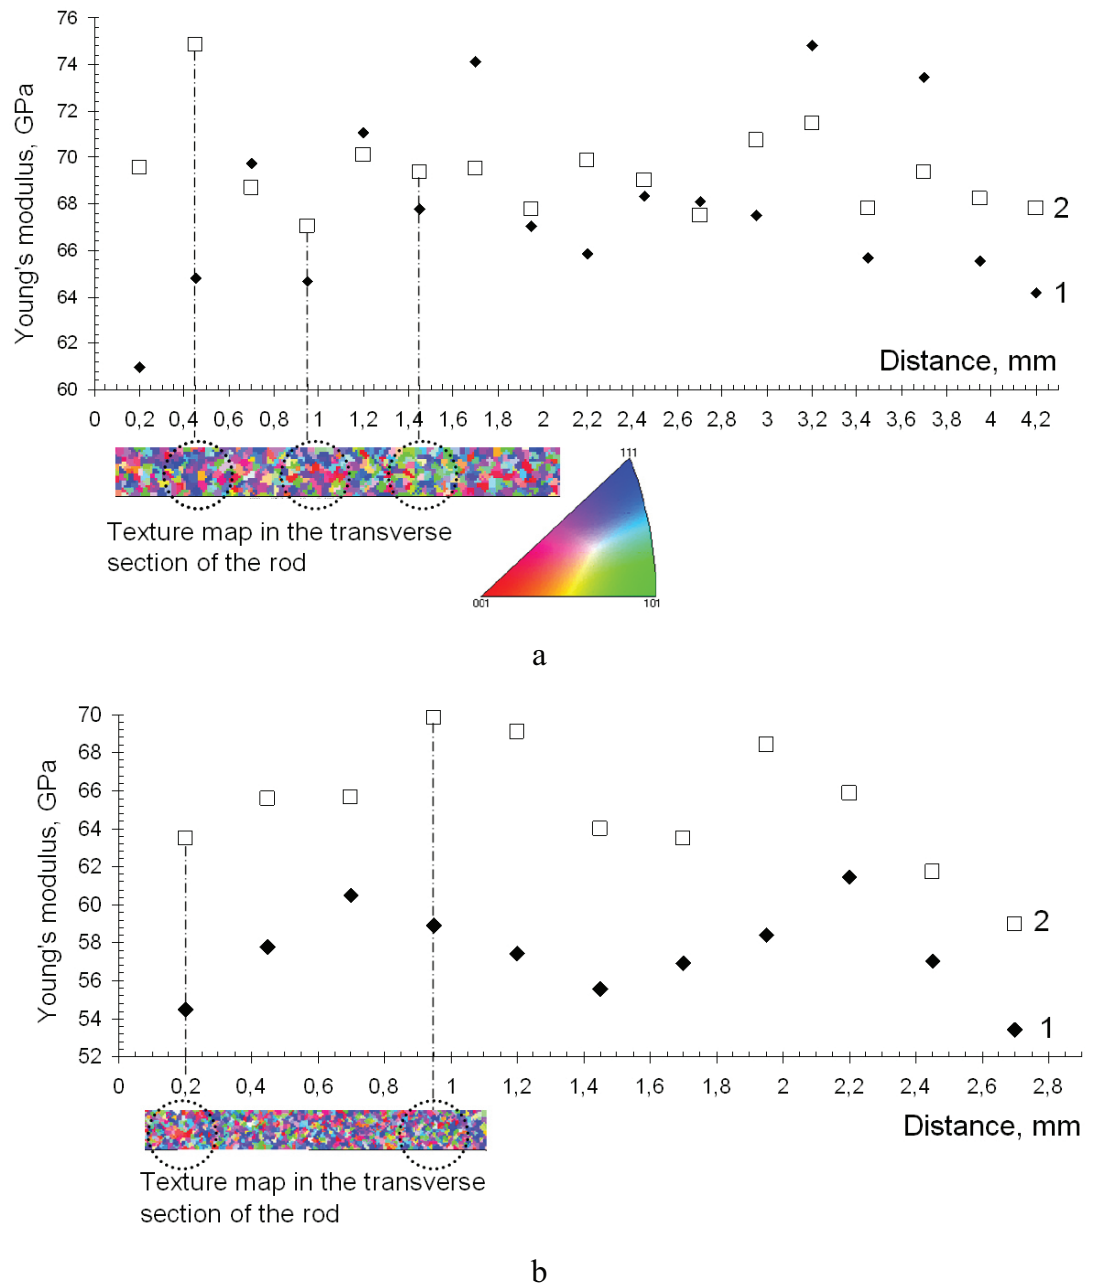 76
74
72
70
68
66
64
62
60
Young's modulus, GPa
2
1
Distance, mm
0 0,2 0,4 0,6 0,8 1 1,2 1,4 1,6 1,8 2 2,2 2,4 2,6 2,8 3 3,2 3,4 3,6 3,8 4 4,2
Texture map in the transverse
section of the rod
111
001 101
a
70
68
66
64
62
60
58
56
54
52
Young's modulus, GPa
2
1
0 0,2 0,4 0,6 0,8 1 1,2 1,4 1,6 1,8 2 2,2 2,4 2,6 2,8
Distance, mm
Texture map in the transverse
section of the rod
b